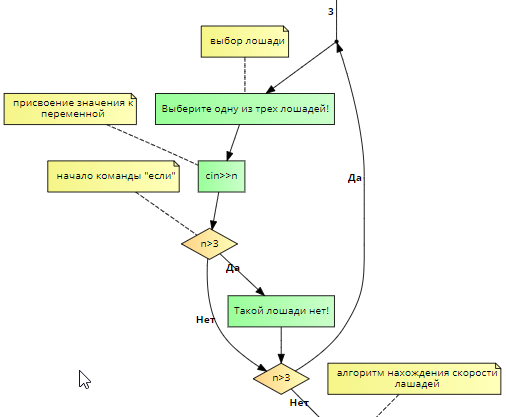 3
выбор лошади
Выберите одну из трех лошадей!
присвоение значения к
переменной
cin>>n
начало команды "если"
Да
n>3
Да
Такой лошади нет!
Нет
n>3
алгоритм нахождения скорости
лашадей
Нет